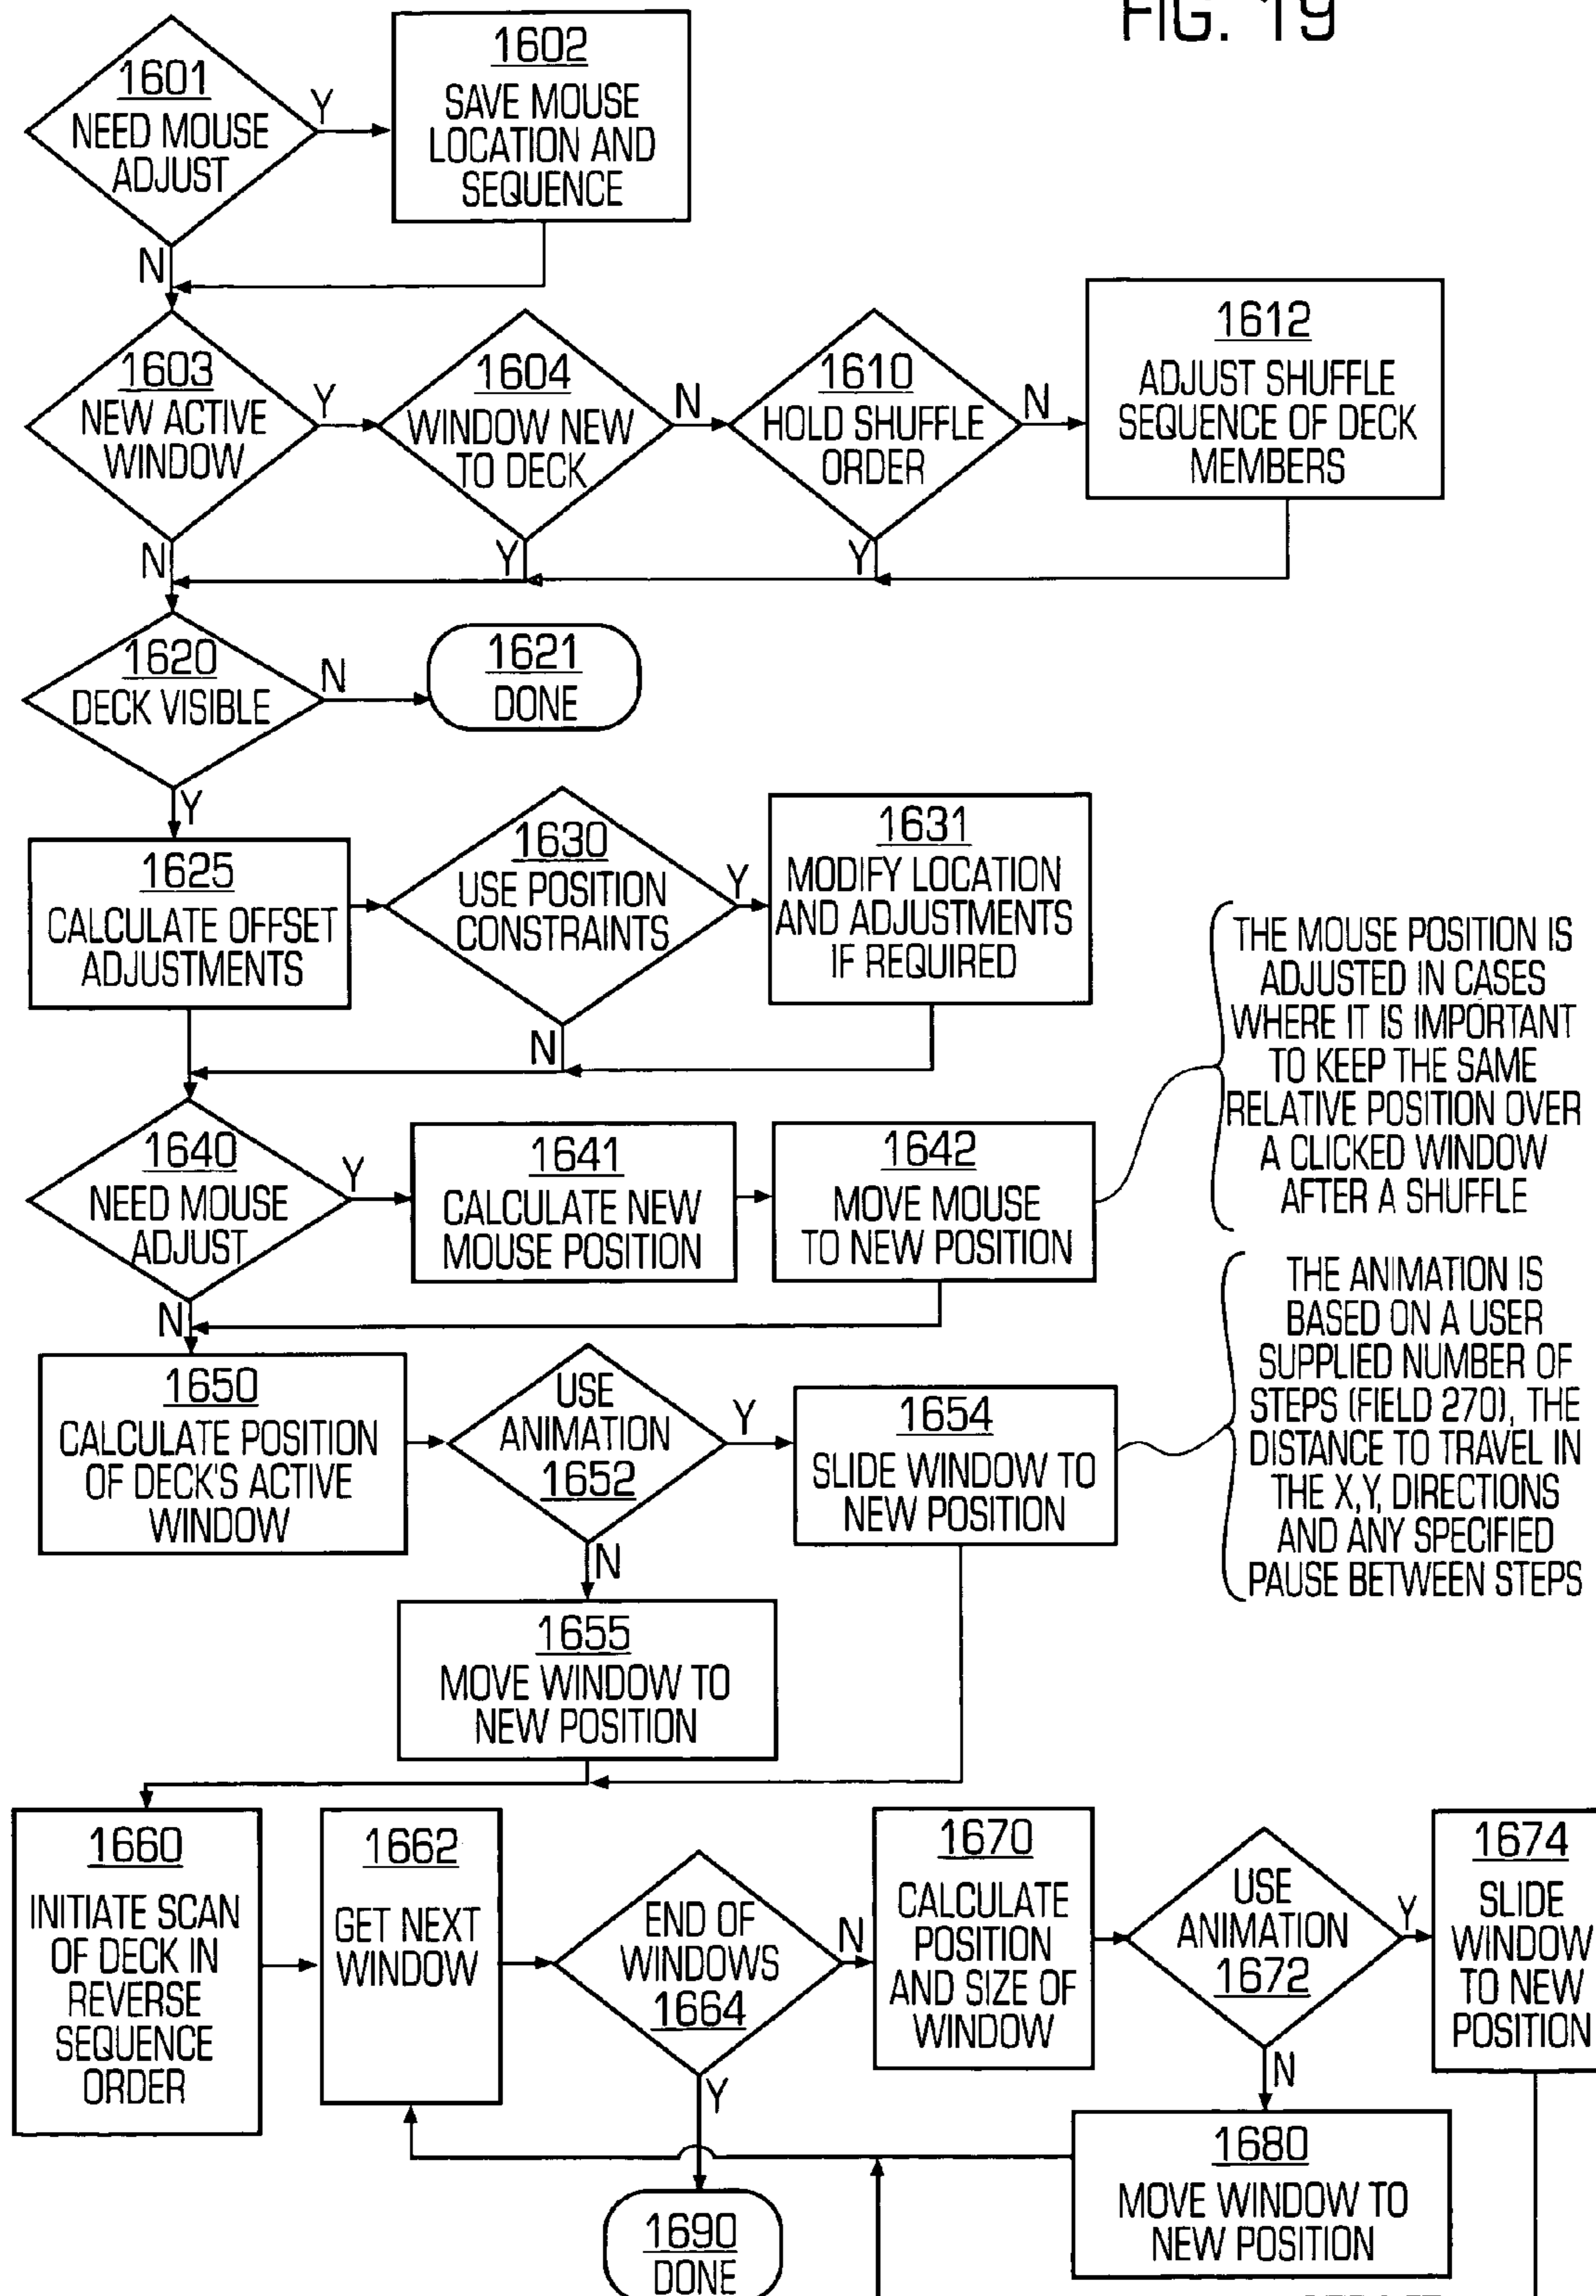 FIG. 19
1601
NEED MOUSE
ADJUST
Y
N
1602
SAVE MOUSE
LOCATION AND
SEQUENCE
1603
NEW ACTIVE
WINDOW
Y
N
1604
WINDOW NEW
TO DECK
N
Y
1610
HOLD SHUFFLE
ORDER
N
Y
1612
ADJUST SHUFFLE
SEQUENCE OF DECK
MEMBERS
1620
DECK VISIBLE
N
Y
1621
DONE
1625
CALCULATE OFFSET
ADJUSTMENTS
1630
USE POSITION
CONSTRAINTS
Y
N
1631
MODIFY LOCATION
AND ADJUSTMENTS
IF REQUIRED
THE MOUSE POSITION IS
ADJUSTED IN CASES
WHERE IT IS IMPORTANT
TO KEEP THE SAME
RELATIVE POSITION OVER
A CLICKED WINDOW
AFTER A SHUFFLE
1640
NEED MOUSE
ADJUST
Y
N
1641
CALCULATE NEW
MOUSE POSITION
1642
MOVE MOUSE
TO NEW POSITION
THE ANIMATION IS
BASED ON A USER
SUPPLIED NUMBER OF
STEPS (FIELD 270), THE
DISTANCE TO TRAVEL IN
THE X,Y, DIRECTIONS
AND ANY SPECIFIED
PAUSE BETWEEN STEPS
1650
CALCULATE POSITION
OF DECK'S ACTIVE
WINDOW
USE
ANIMATION
1652
Y
N
1654
SLIDE WINDOW TO
NEW POSITION
1655
MOVE WINDOW TO
NEW POSITION
1660
INITIATE SCAN
OF DECK IN
REVERSE
SEQUENCE
ORDER
1662
GET NEXT
WINDOW
END OF
WINDOWS
1664
N
Y
1670
CALCULATE
POSITION
AND SIZE OF
WINDOW
USE
ANIMATION
1672
Y
N
1674
SLIDE
WINDOW
TO NEW
POSITION
1680
MOVE WINDOW TO
NEW POSITION
1690
DONE